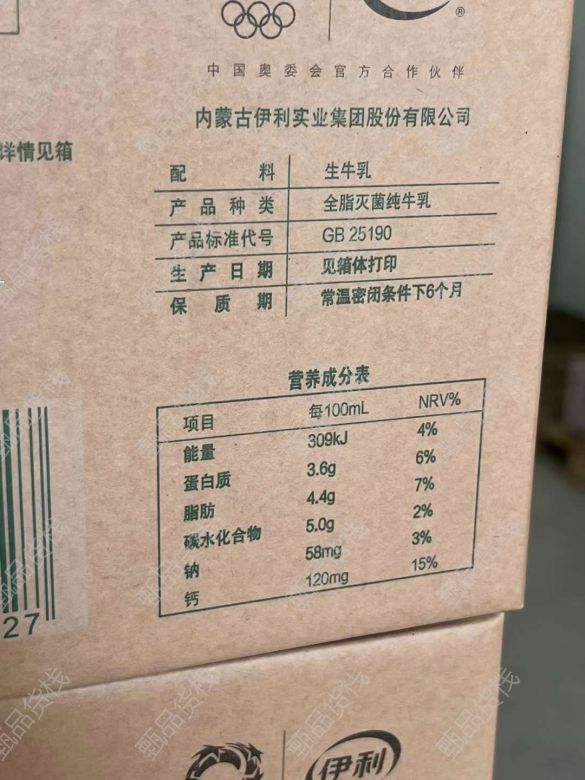 ®
中国奥委会官方合作伙伴
内蒙古伊利实业集团股份有限公司
详情见箱
配料 生牛乳
产品种类 全脂灭菌纯牛乳
产品标准代号 GB 25190
生产日期 见箱体打印
保质期 常温密闭条件下6个月
营养成分表
项目 每100mL NRV%
能量 309kJ 4%
蛋白质 3.6g 6%
脂肪 4.4g 7%
碳水化合物 5.0g 2%
钠 58mg 3%
钙 120mg 15%
27
伊利
甄品货栈